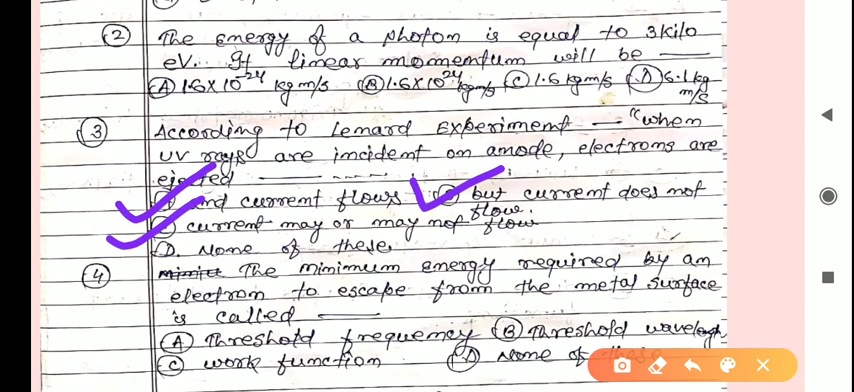 ② The energy of a photon is equal to 3kilo
eV. If linear momentum will be ——
Ⓐ 1.6×10⁻²⁴ kg m/s Ⓑ 1.6×10²⁴ kg m/s Ⓒ 1.6 kg m/s Ⓓ 6.1 kg m/s
③ According to Lenard Experiment — "when
UV rays are incident on anode, electrons are
ejected
and current flows but current does not flow.
current may or may not flow
D. None of these.
④ The minimum energy required by an
electron to escape from the metal surface
is called ——
Ⓐ Threshold frequency Ⓑ Threshold
Ⓒ work function Ⓓ None of these